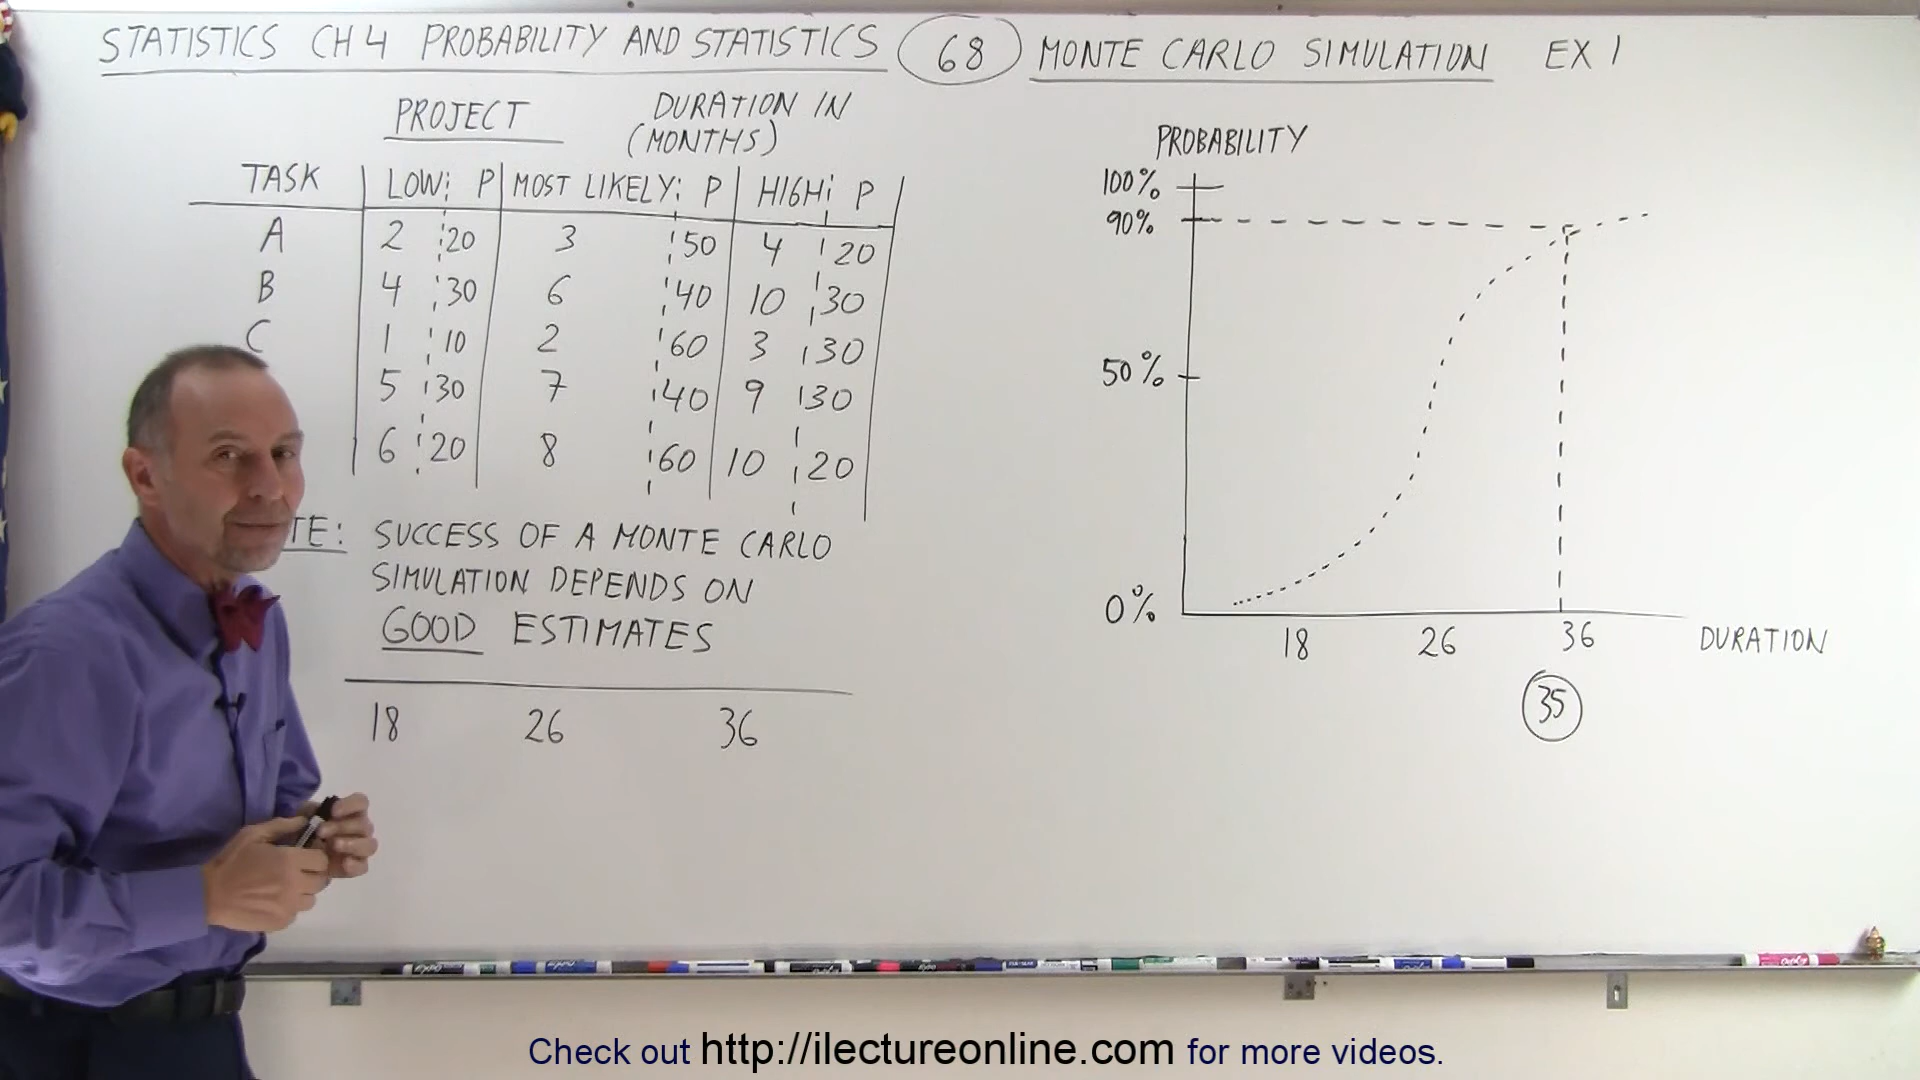 STATISTICS CH 4 PROBABILITY AND STATISTICS 68 MONTE CARLO SIMULATION EX 1
PROJECT DURATION IN
(MONTHS)
TASK LOW P MOST LIKELY P HIGH P
A 2 20 3 50 4 20
B 4 30 6 40 10 30
C 1 10 2 60 3 30
5 30 7 40 9 30
6 20 8 60 10 20
TE: SUCCESS OF A MONTE CARLO
SIMULATION DEPENDS ON
GOOD ESTIMATES
18 26 36
PROBABILITY
100%
90%
50%
0%
18 26 36 DURATION
35
Check out http://ilectureonline.com for more videos.